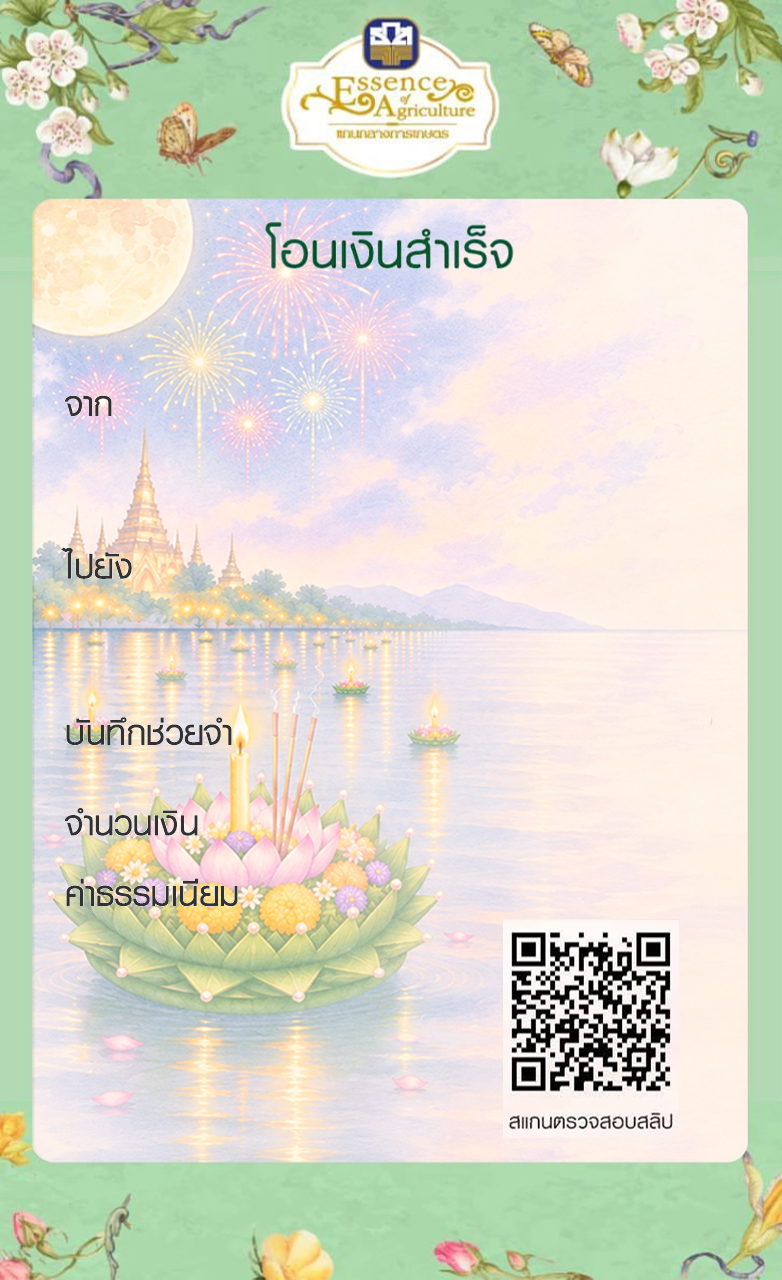 Essence
of
Agriculture
แก่นกลางการเกษตร
โอนเงินสำเร็จ
จาก
ไปยัง
บันทึกช่วยจำ
จำนวนเงิน
ค่าธรรมเนียม
สแกนตรวจสอบสลิป